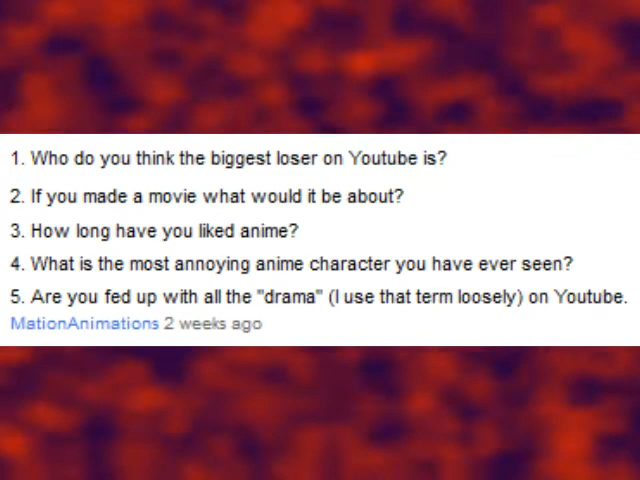 1. Who do you think the biggest loser on Youtube is?
2. If you made a movie what would it be about?
3. How long have you liked anime?
4. What is the most annoying anime character you have ever seen?
5. Are you fed up with all the "drama" (I use that term loosely) on Youtube.
MationAnimations 2 weeks ago